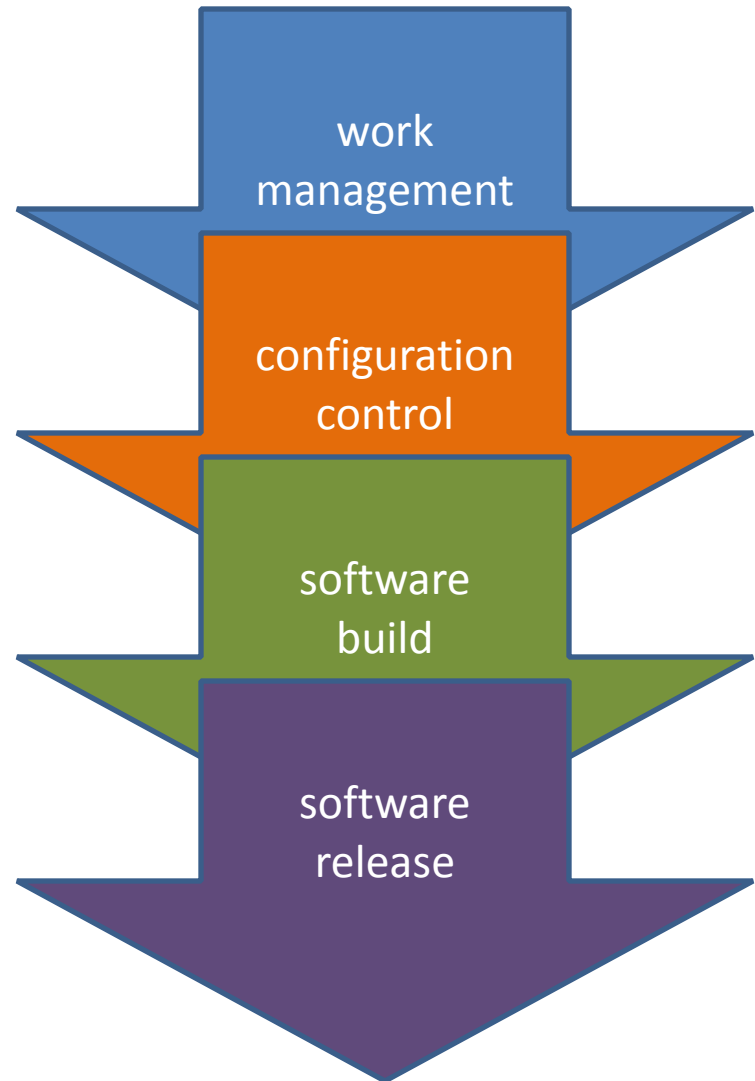 work
management
configuration
control
software
build
software
release